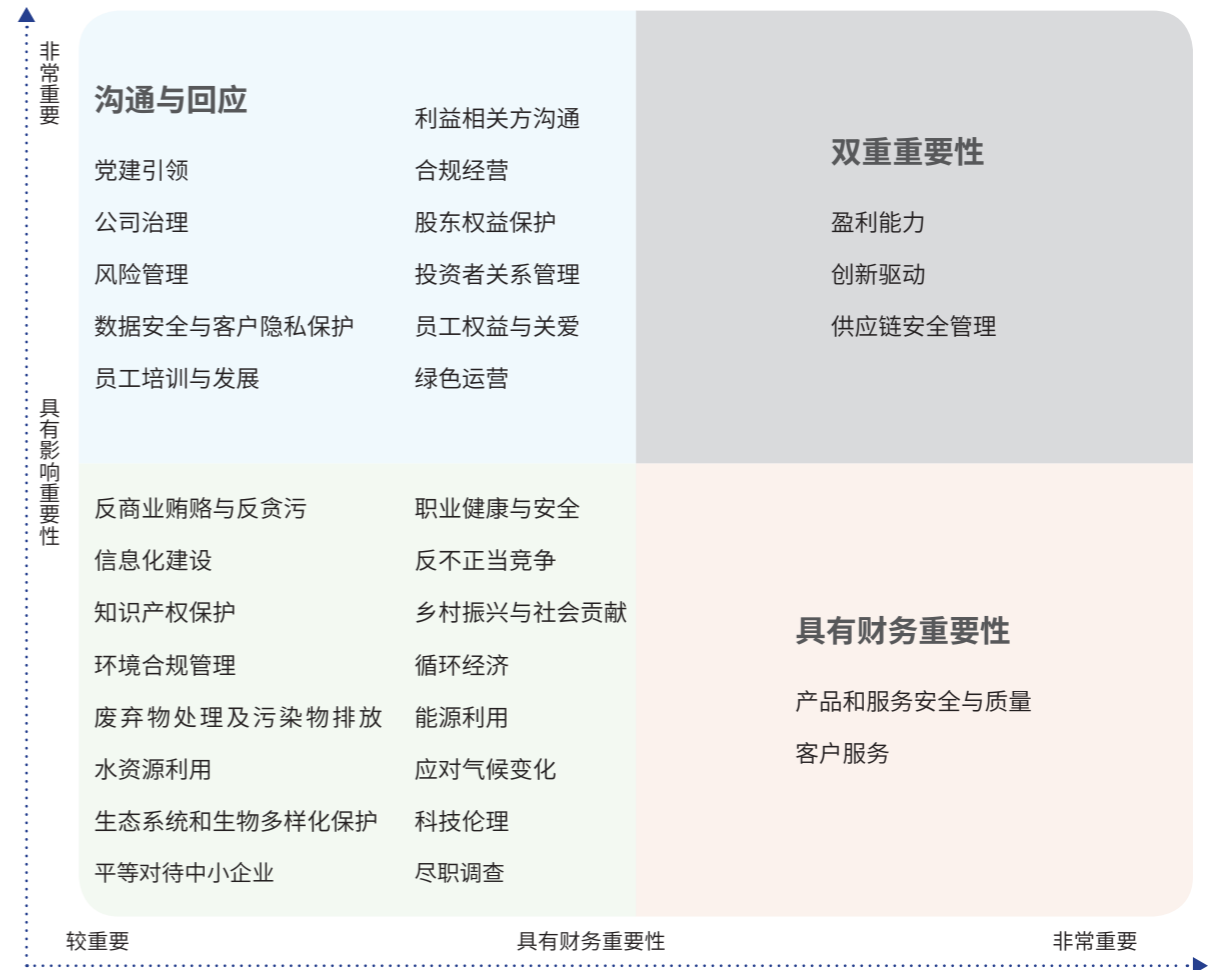 非常重要
具有影响重要性
沟通与回应
党建引领
公司治理
风险管理
数据安全与客户隐私保护
员工培训与发展
利益相关方沟通
合规经营
股东权益保护
投资者关系管理
员工权益与关爱
绿色运营
双重重要性
盈利能力
创新驱动
供应链安全管理
反商业贿赂与反贪污
信息化建设
知识产权保护
环境合规管理
废弃物处理及污染物排放
水资源利用
生态系统和生物多样化保护
平等对待中小企业
职业健康与安全
反不正当竞争
乡村振兴与社会贡献
循环经济
能源利用
应对气候变化
科技伦理
尽职调查
具有财务重要性
产品和服务安全与质量
客户服务
较重要
具有财务重要性
非常重要